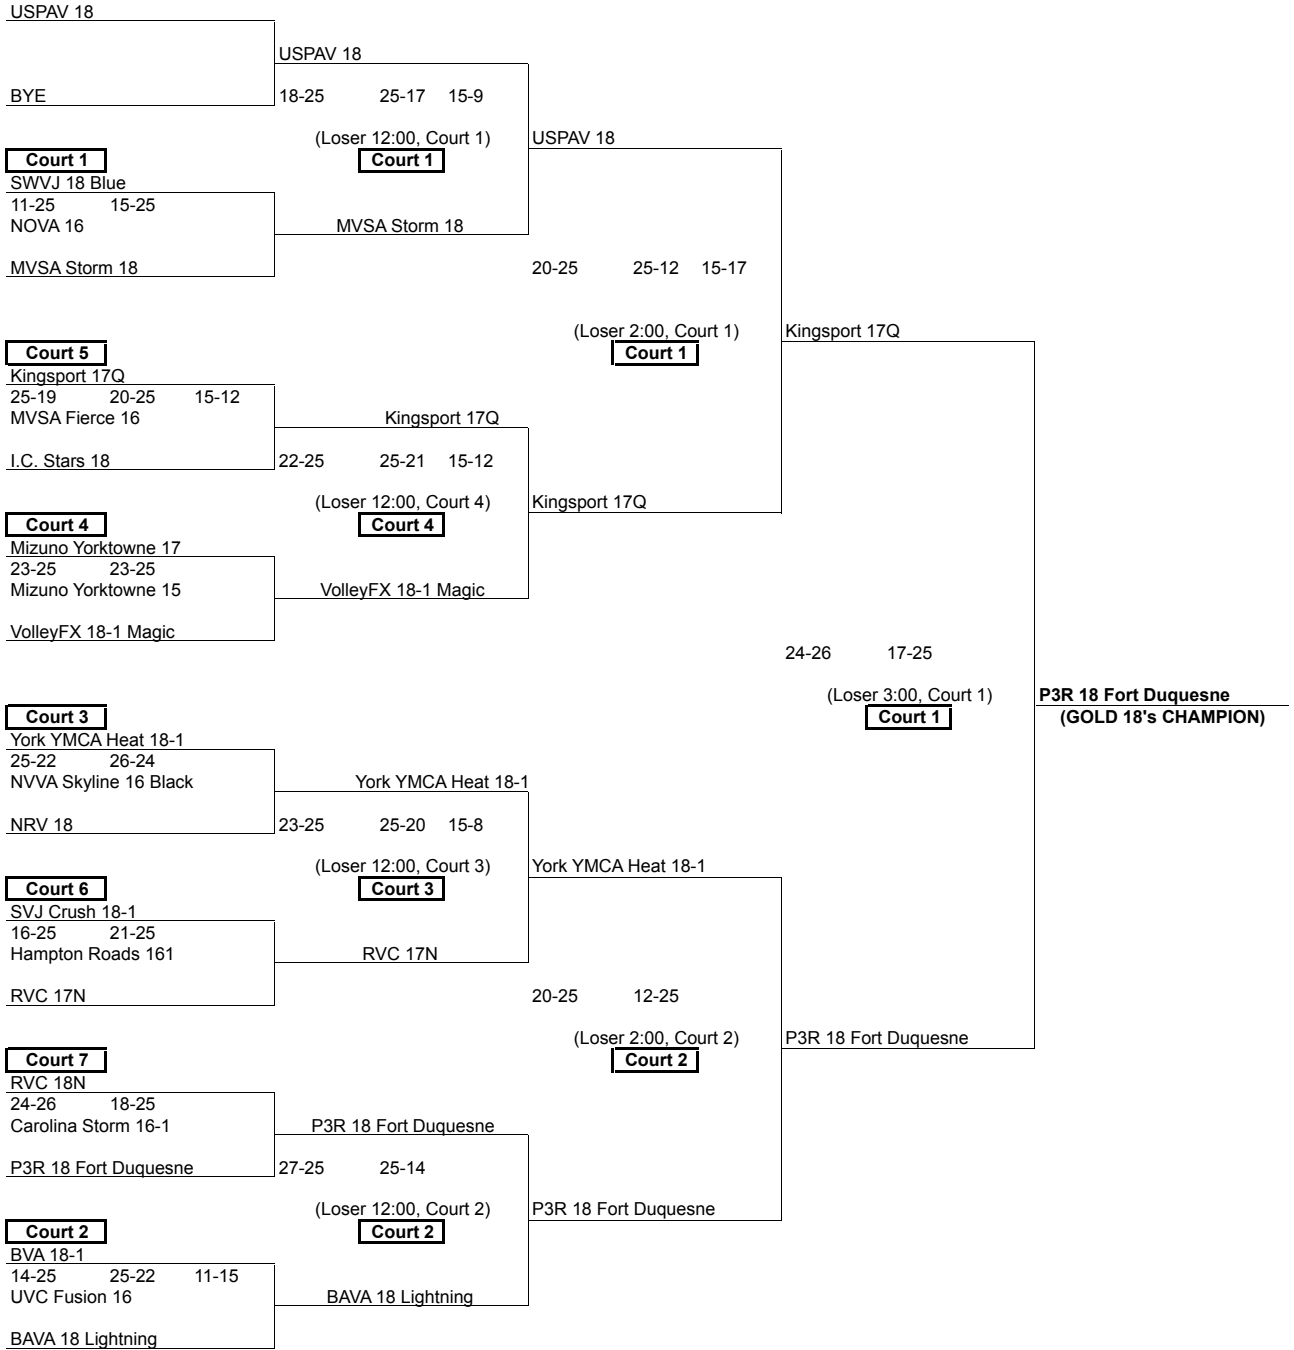 USPAV 18
USPAV 18
BYE 18-25 25-17 15-9
(Loser 12:00, Court 1) USPAV 18
Court 1 Court 1
SWVJ 18 Blue
11-25 15-25
NOVA 16 MVSA Storm 18
MVSA Storm 18 20-25 25-12 15-17
(Loser 2:00, Court 1) Kingsport 17Q
Court 5 Court 1
Kingsport 17Q
25-19 20-25 15-12
MVSA Fierce 16 Kingsport 17Q
I.C. Stars 18 22-25 25-21 15-12
(Loser 12:00, Court 4) Kingsport 17Q
Court 4 Court 4
Mizuno Yorktowne 17
23-25 23-25
Mizuno Yorktowne 15 VolleyFX 18-1 Magic
VolleyFX 18-1 Magic
24-26 17-25
(Loser 3:00, Court 1) P3R 18 Fort Duquesne
Court 3 Court 1 (GOLD 18's CHAMPION)
York YMCA Heat 18-1
25-22 26-24
NVVA Skyline 16 Black York YMCA Heat 18-1
NRV 18 23-25 25-20 15-8
(Loser 12:00, Court 3) York YMCA Heat 18-1
Court 6 Court 3
SVJ Crush 18-1
16-25 21-25
Hampton Roads 161 RVC 17N
RVC 17N 20-25 12-25
(Loser 2:00, Court 2) P3R 18 Fort Duquesne
Court 7 Court 2
RVC 18N
24-26 18-25
Carolina Storm 16-1 P3R 18 Fort Duquesne
P3R 18 Fort Duquesne 27-25 25-14
(Loser 12:00, Court 2) P3R 18 Fort Duquesne
Court 2 Court 2
BVA 18-1
14-25 25-22 11-15
UVC Fusion 16 BAVA 18 Lightning
BAVA 18 Lightning